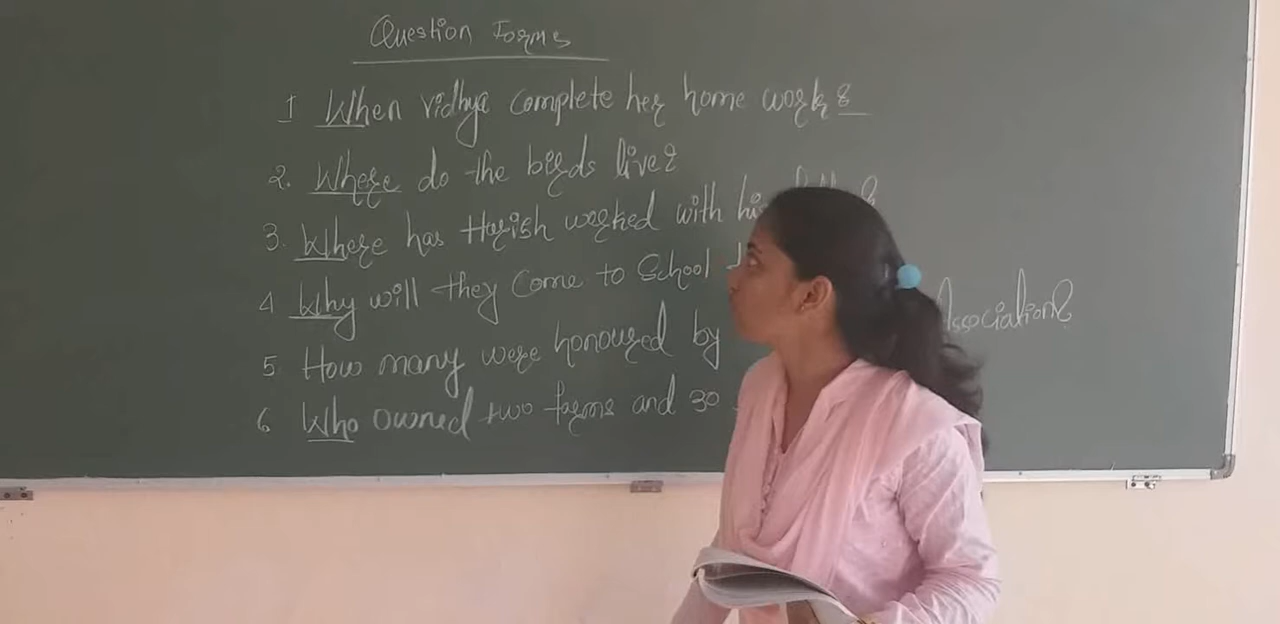 Question Forms
1 When vidhya complete her home work?
2. Where do the birds live?
3. Where has Harish worked with his
4 Why will they come to School
5. How many were honoured by Association?
6 Who owned two farms and 30